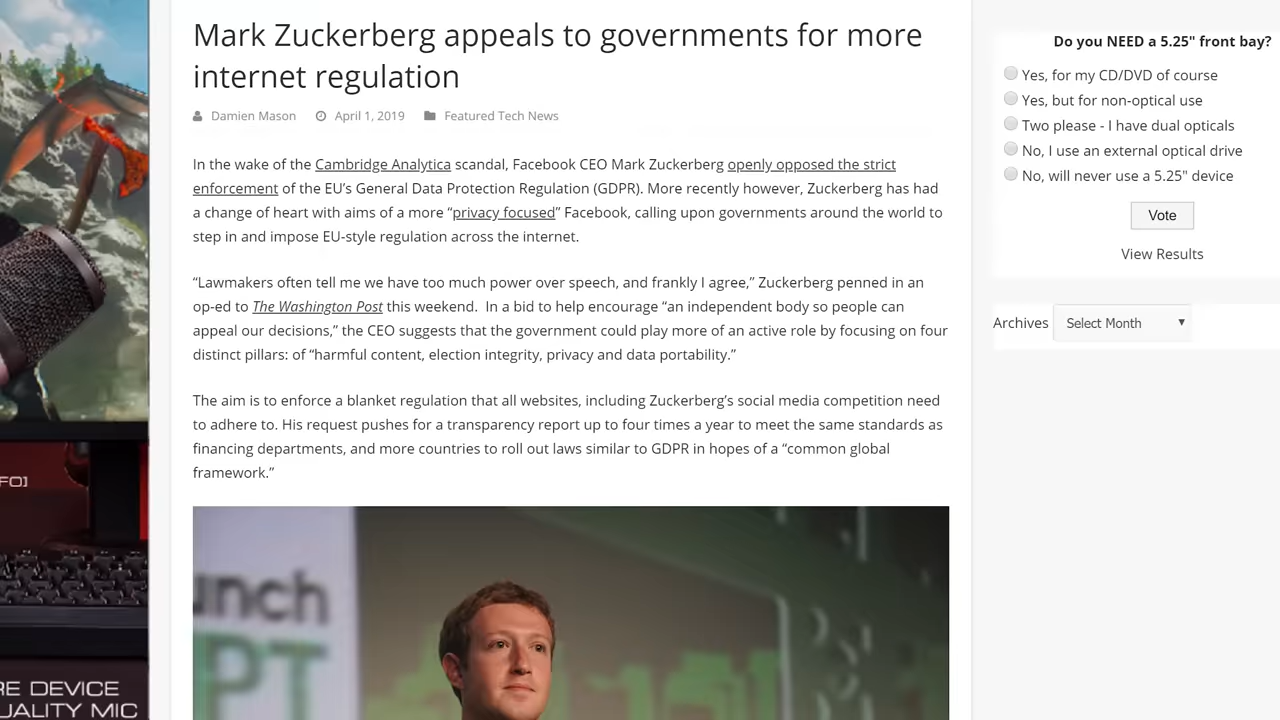 Mark Zuckerberg appeals to governments for more
internet regulation
Damien Mason April 1, 2019 Featured Tech News
In the wake of the Cambridge Analytica scandal, Facebook CEO Mark Zuckerberg openly opposed the strict
enforcement of the EU’s General Data Protection Regulation (GDPR). More recently however, Zuckerberg has had
a change of heart with aims of a more “privacy focused” Facebook, calling upon governments around the world to
step in and impose EU-style regulation across the internet.
“Lawmakers often tell me we have too much power over speech, and frankly I agree,” Zuckerberg penned in an
op-ed to The Washington Post this weekend.  In a bid to help encourage “an independent body so people can
appeal our decisions,” the CEO suggests that the government could play more of an active role by focusing on four
distinct pillars: of “harmful content, election integrity, privacy and data portability.”
The aim is to enforce a blanket regulation that all websites, including Zuckerberg’s social media competition need
to adhere to. His request pushes for a transparency report up to four times a year to meet the same standards as
financing departments, and more countries to roll out laws similar to GDPR in hopes of a “common global
framework.”
unch
PT
Do you NEED a 5.25" front bay?
Yes, for my CD/DVD of course
Yes, but for non-optical use
Two please - I have dual opticals
No, I use an external optical drive
No, will never use a 5.25" device
Vote
View Results
Archives Select Month
FO]
RE DEVICE
UALITY MIC